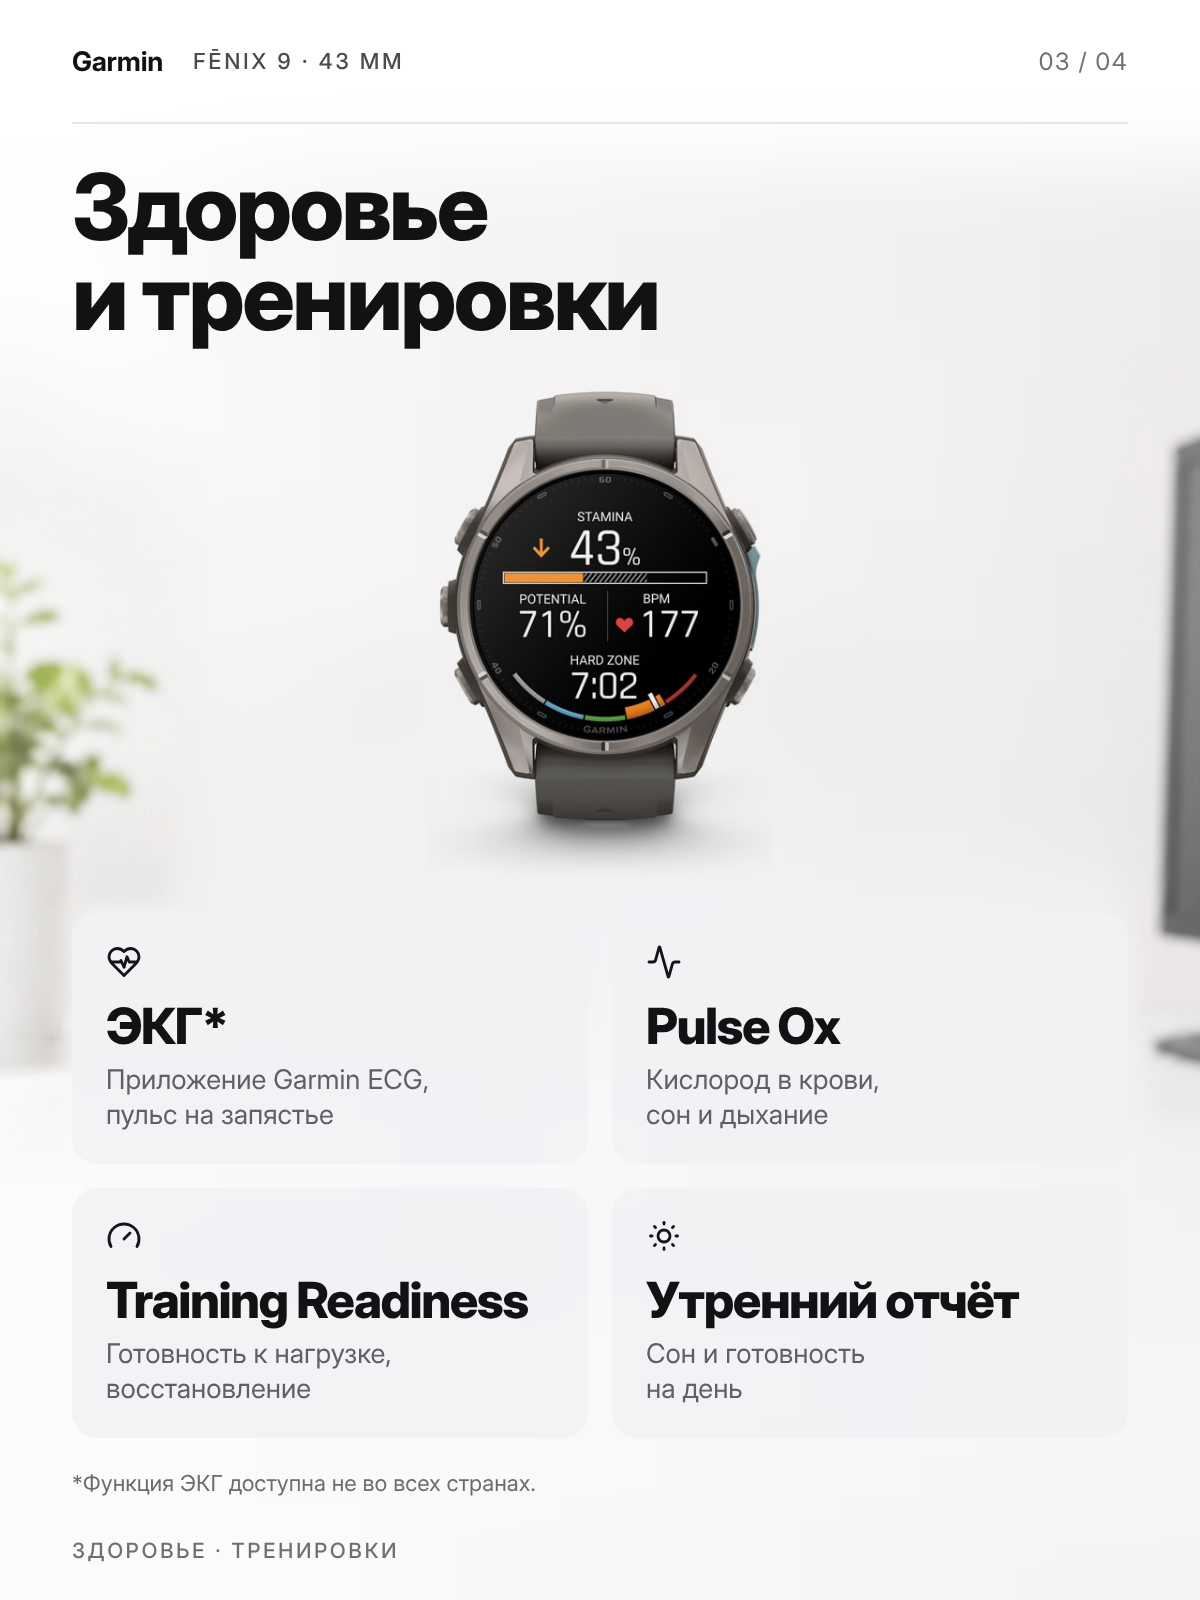 Garmin FĒNIX 9 · 43 MM 03 / 04
Здоровье
и тренировки
60
50
40
20
STAMINA
43%
POTENTIAL BPM
71% 177
HARD ZONE
7:02
GARMIN
ЭКГ*
Приложение Garmin ECG,
пульс на запястье
Pulse Ox
Кислород в крови,
сон и дыхание
Training Readiness
Готовность к нагрузке,
восстановление
Утренний отчёт
Сон и готовность
на день
*Функция ЭКГ доступна не во всех странах.
ЗДОРОВЬЕ · ТРЕНИРОВКИ